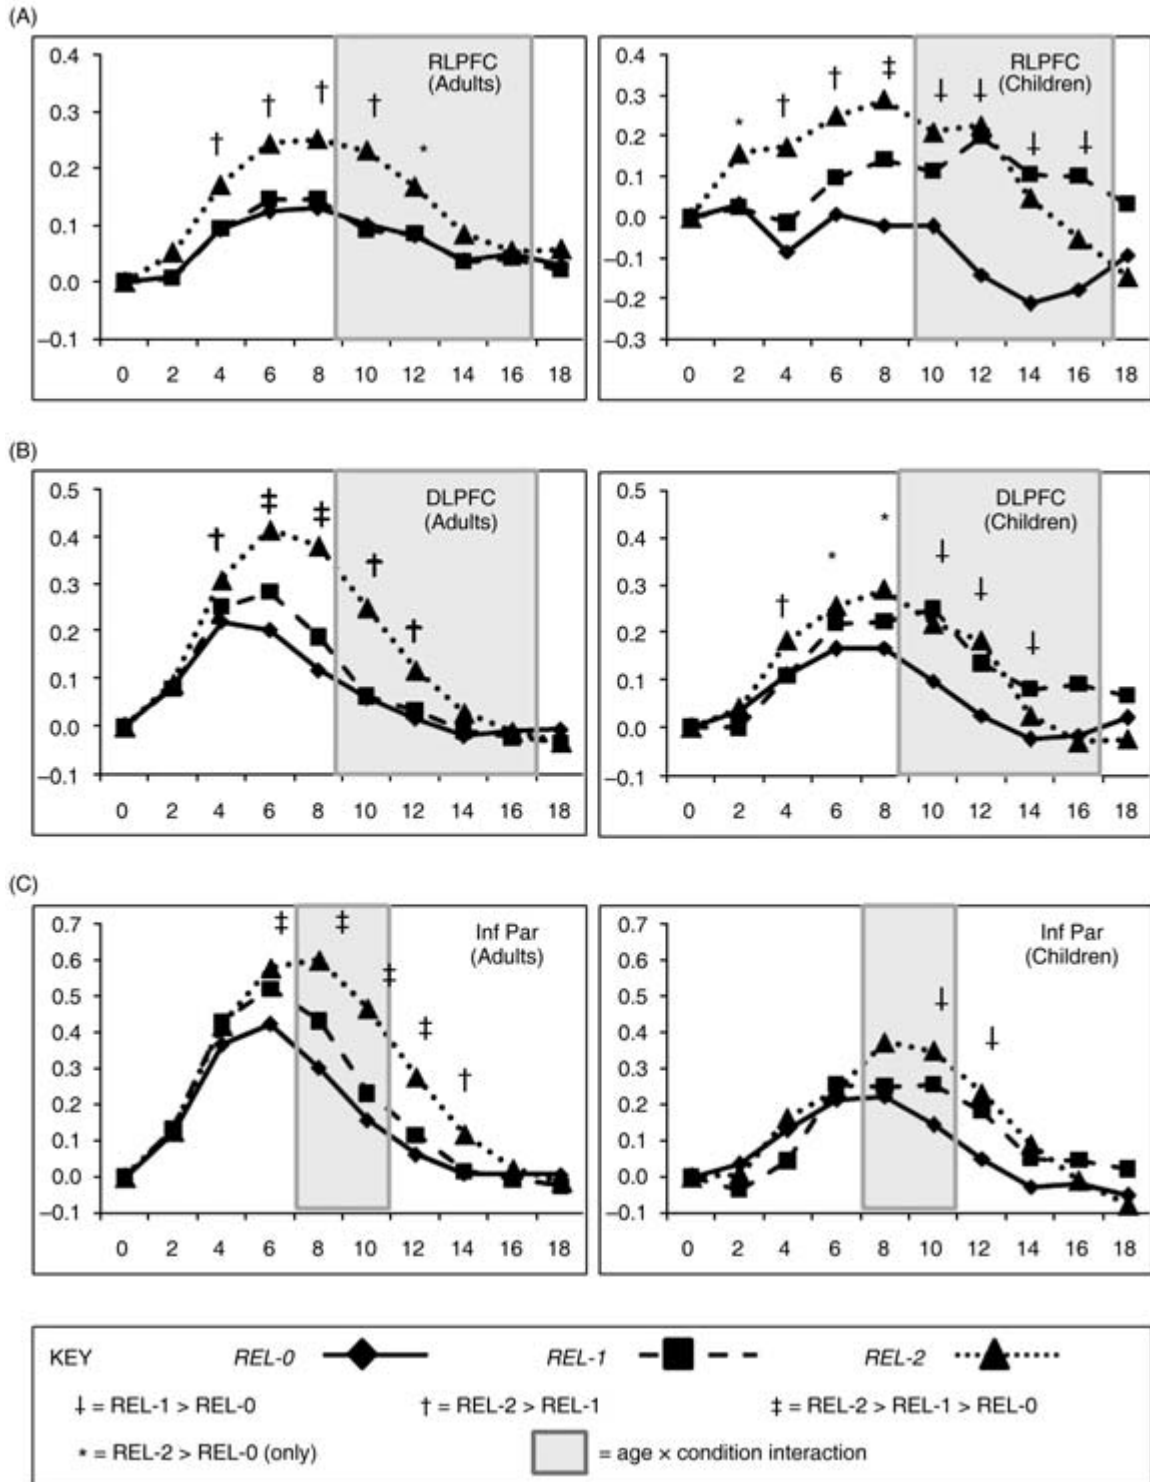 (A)
0.4
0.3
0.2
0.1
0.0
–0.1
RLPFC
(Adults)
† † † † *
0 2 4 6 8 10 12 14 16 18
0.4
0.3
0.2
0.1
0.0
–0.1
–0.2
–0.3
RLPFC
(Children)
* † † ‡ ⸸ ⸸ ⸸ ⸸
0 2 4 6 8 10 12 14 16 18
(B)
0.5
0.4
0.3
0.2
0.1
0.0
–0.1
DLPFC
(Adults)
† ‡ ‡ † †
0 2 4 6 8 10 12 14 16 18
0.5
0.4
0.3
0.2
0.1
0.0
–0.1
DLPFC
(Children)
† * * ⸸ ⸸ ⸸
0 2 4 6 8 10 12 14 16 18
(C)
0.7
0.6
0.5
0.4
0.3
0.2
0.1
0.0
–0.1
Inf Par
(Adults)
‡ ‡ ‡ ‡ †
0 2 4 6 8 10 12 14 16 18
0.7
0.6
0.5
0.4
0.3
0.2
0.1
0.0
–0.1
Inf Par
(Children)
⸸ ⸸
0 2 4 6 8 10 12 14 16 18
KEY REL-0 REL-1 REL-2
⸸ = REL-1 > REL-0 † = REL-2 > REL-1 ‡ = REL-2 > REL-1 > REL-0
* = REL-2 > REL-0 (only) = age × condition interaction